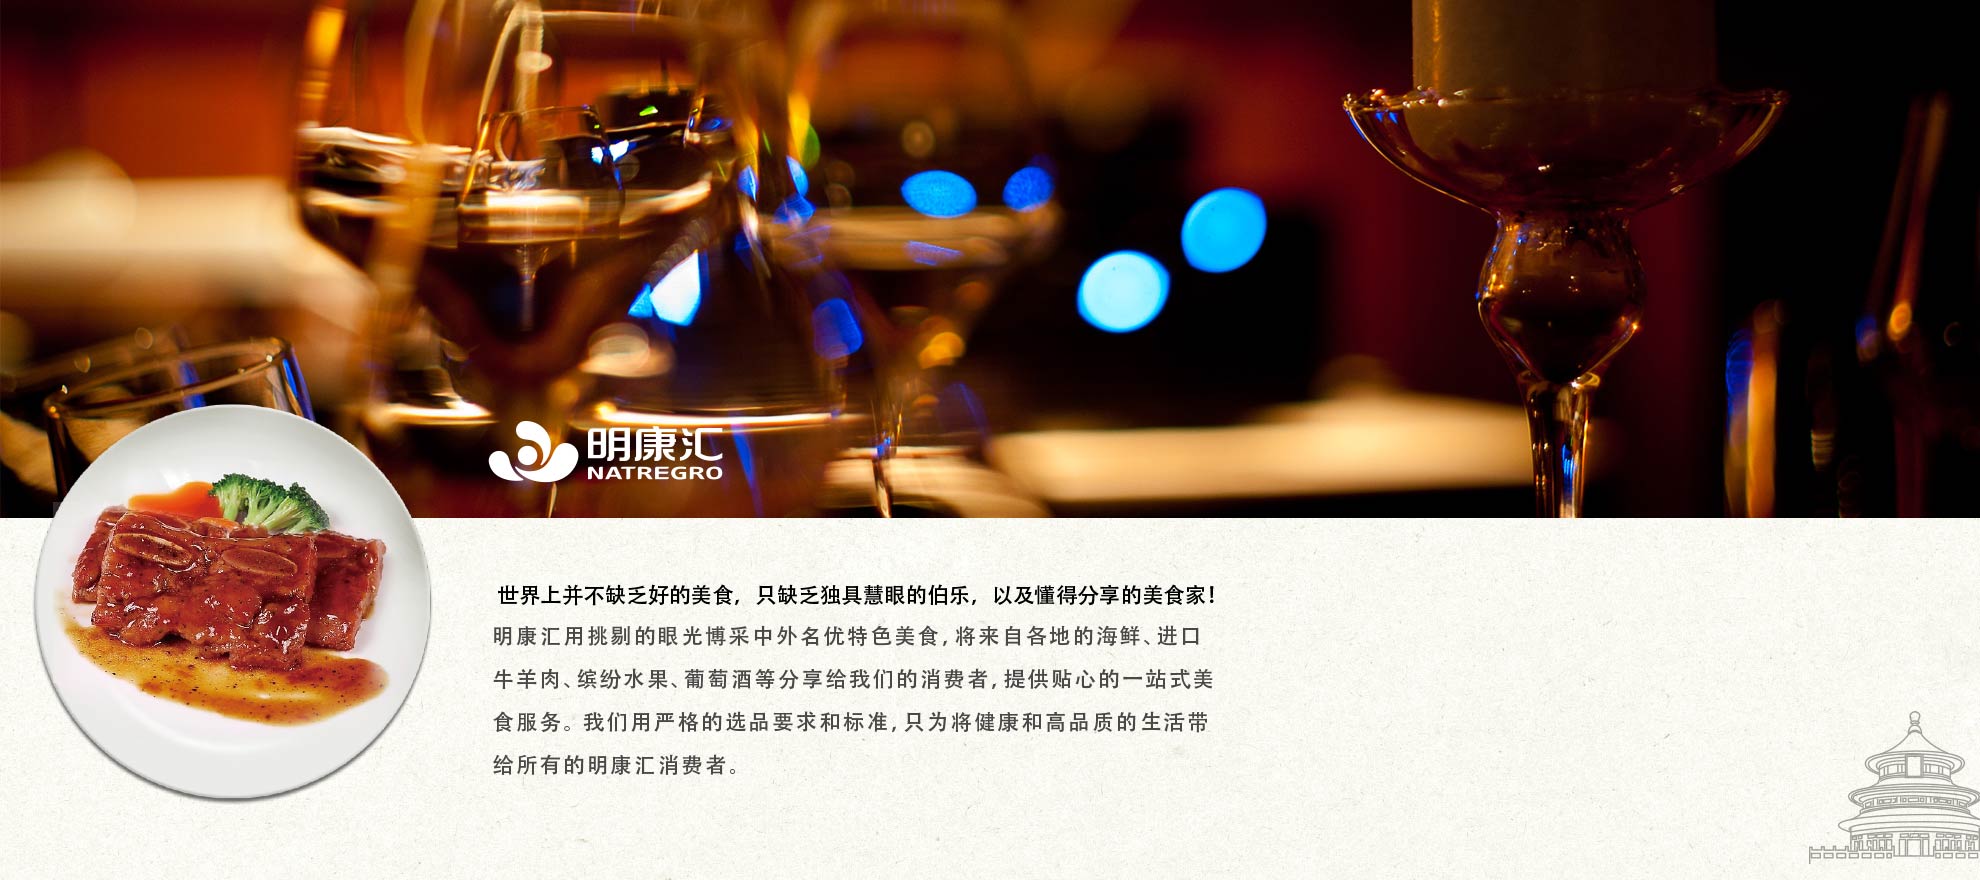 明康汇
NATREGRO
世界上并不缺乏好的美食，只缺乏独具慧眼的伯乐，以及懂得分享的美食家！
明康汇用挑剔的眼光博采中外名优特色美食，将来自各地的海鲜、进口
牛羊肉、缤纷水果、葡萄酒等分享给我们的消费者，提供贴心的一站式美
食服务。我们用严格的选品要求和标准，只为将健康和高品质的生活带
给所有的明康汇消费者。